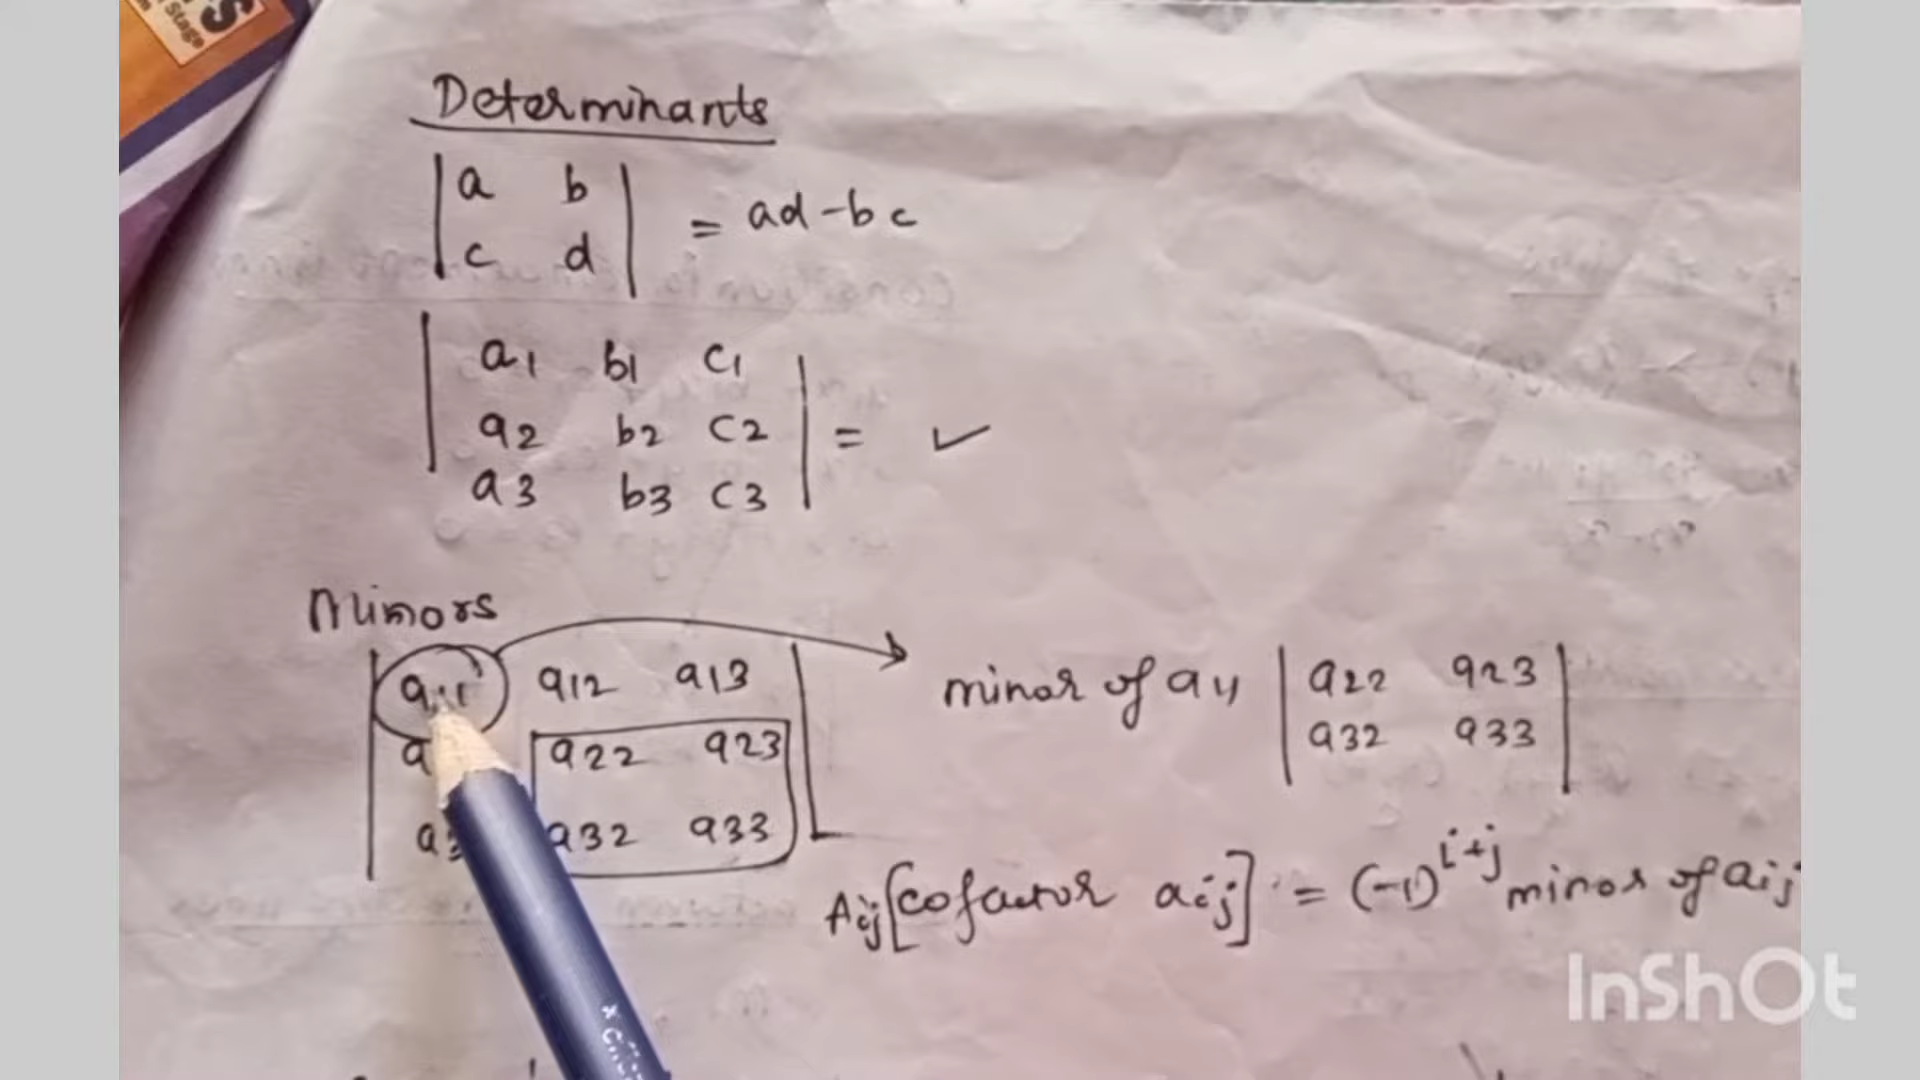 Stage
Determinants
a b
c d
= ad - bc
a1 b1 c1
a2 b2 c2 =
a3 b3 c3
Minors
a11 a12 a13
a22 a23
a32 a33
minor of a11
a22 a23
a32 a33
Aij [cofactor aij] = (-1)^i+j minor of aij
InShOt